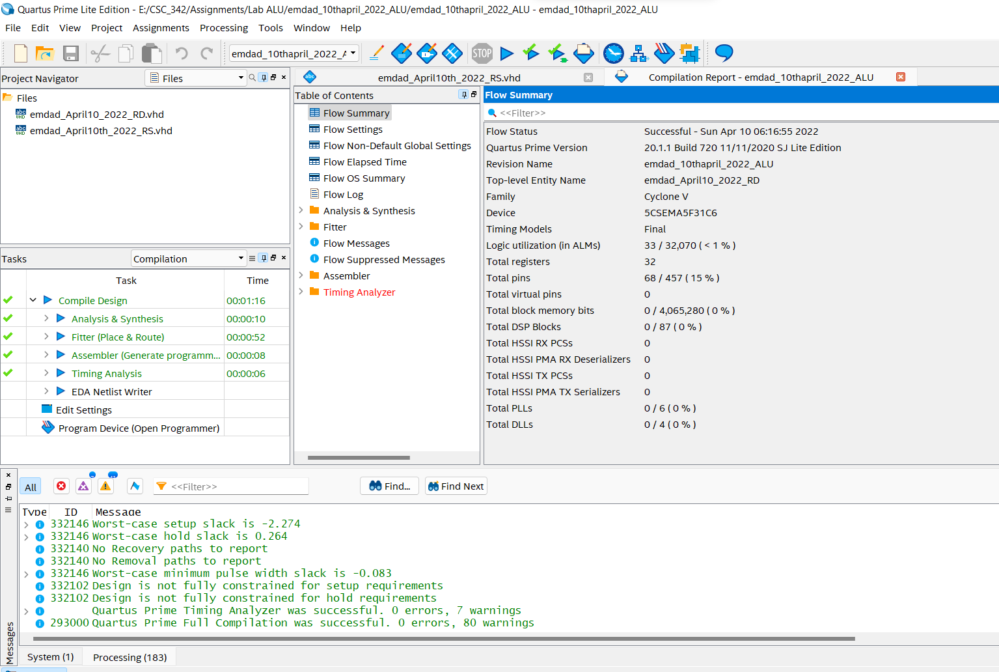 Quartus Prime Lite Edition - E:/CSC_342/Assignments/Lab ALU/emdad_10thapril_2022_ALU/emdad_10thapril_2022_ALU - emdad_10thapril_2022_ALU
File Edit View Project Assignments Processing Tools Window Help
emdad_10thapril_2022_A
STOP
Project Navigator Files
Files
emdad_April10_2022_RD.vhd
emdad_April10th_2022_RS.vhd
Tasks Compilation
Task Time
Compile Design 00:01:16
Analysis & Synthesis 00:00:10
Fitter (Place & Route) 00:00:52
Assembler (Generate programm... 00:00:08
Timing Analysis 00:00:06
EDA Netlist Writer
Edit Settings
Program Device (Open Programmer)
emdad_April10th_2022_RS.vhd
Compilation Report - emdad_10thapril_2022_ALU
Table of Contents
Flow Summary
Flow Settings
Flow Non-Default Global Settings
Flow Elapsed Time
Flow OS Summary
Flow Log
Analysis & Synthesis
Fitter
Flow Messages
Flow Suppressed Messages
Assembler
Timing Analyzer
Flow Summary
<<Filter>>
Flow Status Successful - Sun Apr 10 06:16:55 2022
Quartus Prime Version 20.1.1 Build 720 11/11/2020 SJ Lite Edition
Revision Name emdad_10thapril_2022_ALU
Top-level Entity Name emdad_April10_2022_RD
Family Cyclone V
Device 5CSEMA5F31C6
Timing Models Final
Logic utilization (in ALMs) 33 / 32,070 ( < 1 % )
Total registers 32
Total pins 68 / 457 ( 15 % )
Total virtual pins 0
Total block memory bits 0 / 4,065,280 ( 0 % )
Total DSP Blocks 0 / 87 ( 0 % )
Total HSSI RX PCSs 0
Total HSSI PMA RX Deserializers 0
Total HSSI TX PCSs 0
Total HSSI PMA TX Serializers 0
Total PLLs 0 / 6 ( 0 % )
Total DLLs 0 / 4 ( 0 % )
All <<Filter>> Find... Find Next
Type ID Message
332146 Worst-case setup slack is -2.274
332146 Worst-case hold slack is 0.264
332140 No Recovery paths to report
332140 No Removal paths to report
332146 Worst-case minimum pulse width slack is -0.083
332102 Design is not fully constrained for setup requirements
332102 Design is not fully constrained for hold requirements
Quartus Prime Timing Analyzer was successful. 0 errors, 7 warnings
293000 Quartus Prime Full Compilation was successful. 0 errors, 80 warnings
Messages
System (1) Processing (183)